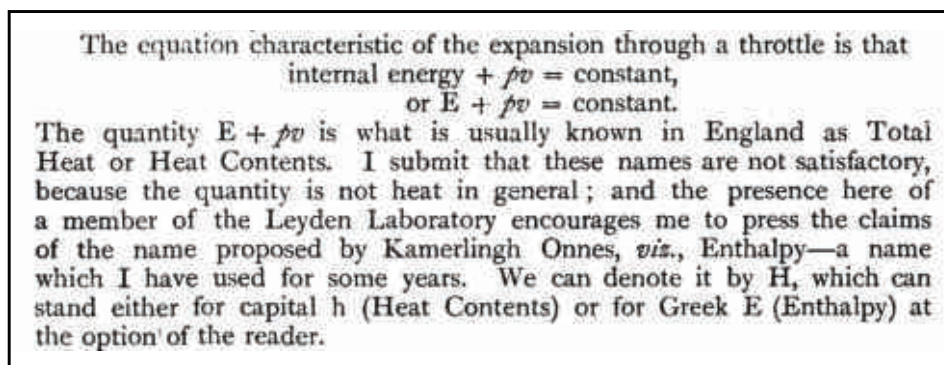 The equation characteristic of the expansion through a throttle is that
internal energy + pv = constant,
or E + pv = constant.
The quantity E + pv is what is usually known in England as Total
Heat or Heat Contents. I submit that these names are not satisfactory,
because the quantity is not heat in general; and the presence here of
a member of the Leyden Laboratory encourages me to press the claims
of the name proposed by Kamerlingh Onnes, viz., Enthalpy—a name
which I have used for some years. We can denote it by H, which can
stand either for capital h (Heat Contents) or for Greek E (Enthalpy) at
the option of the reader.